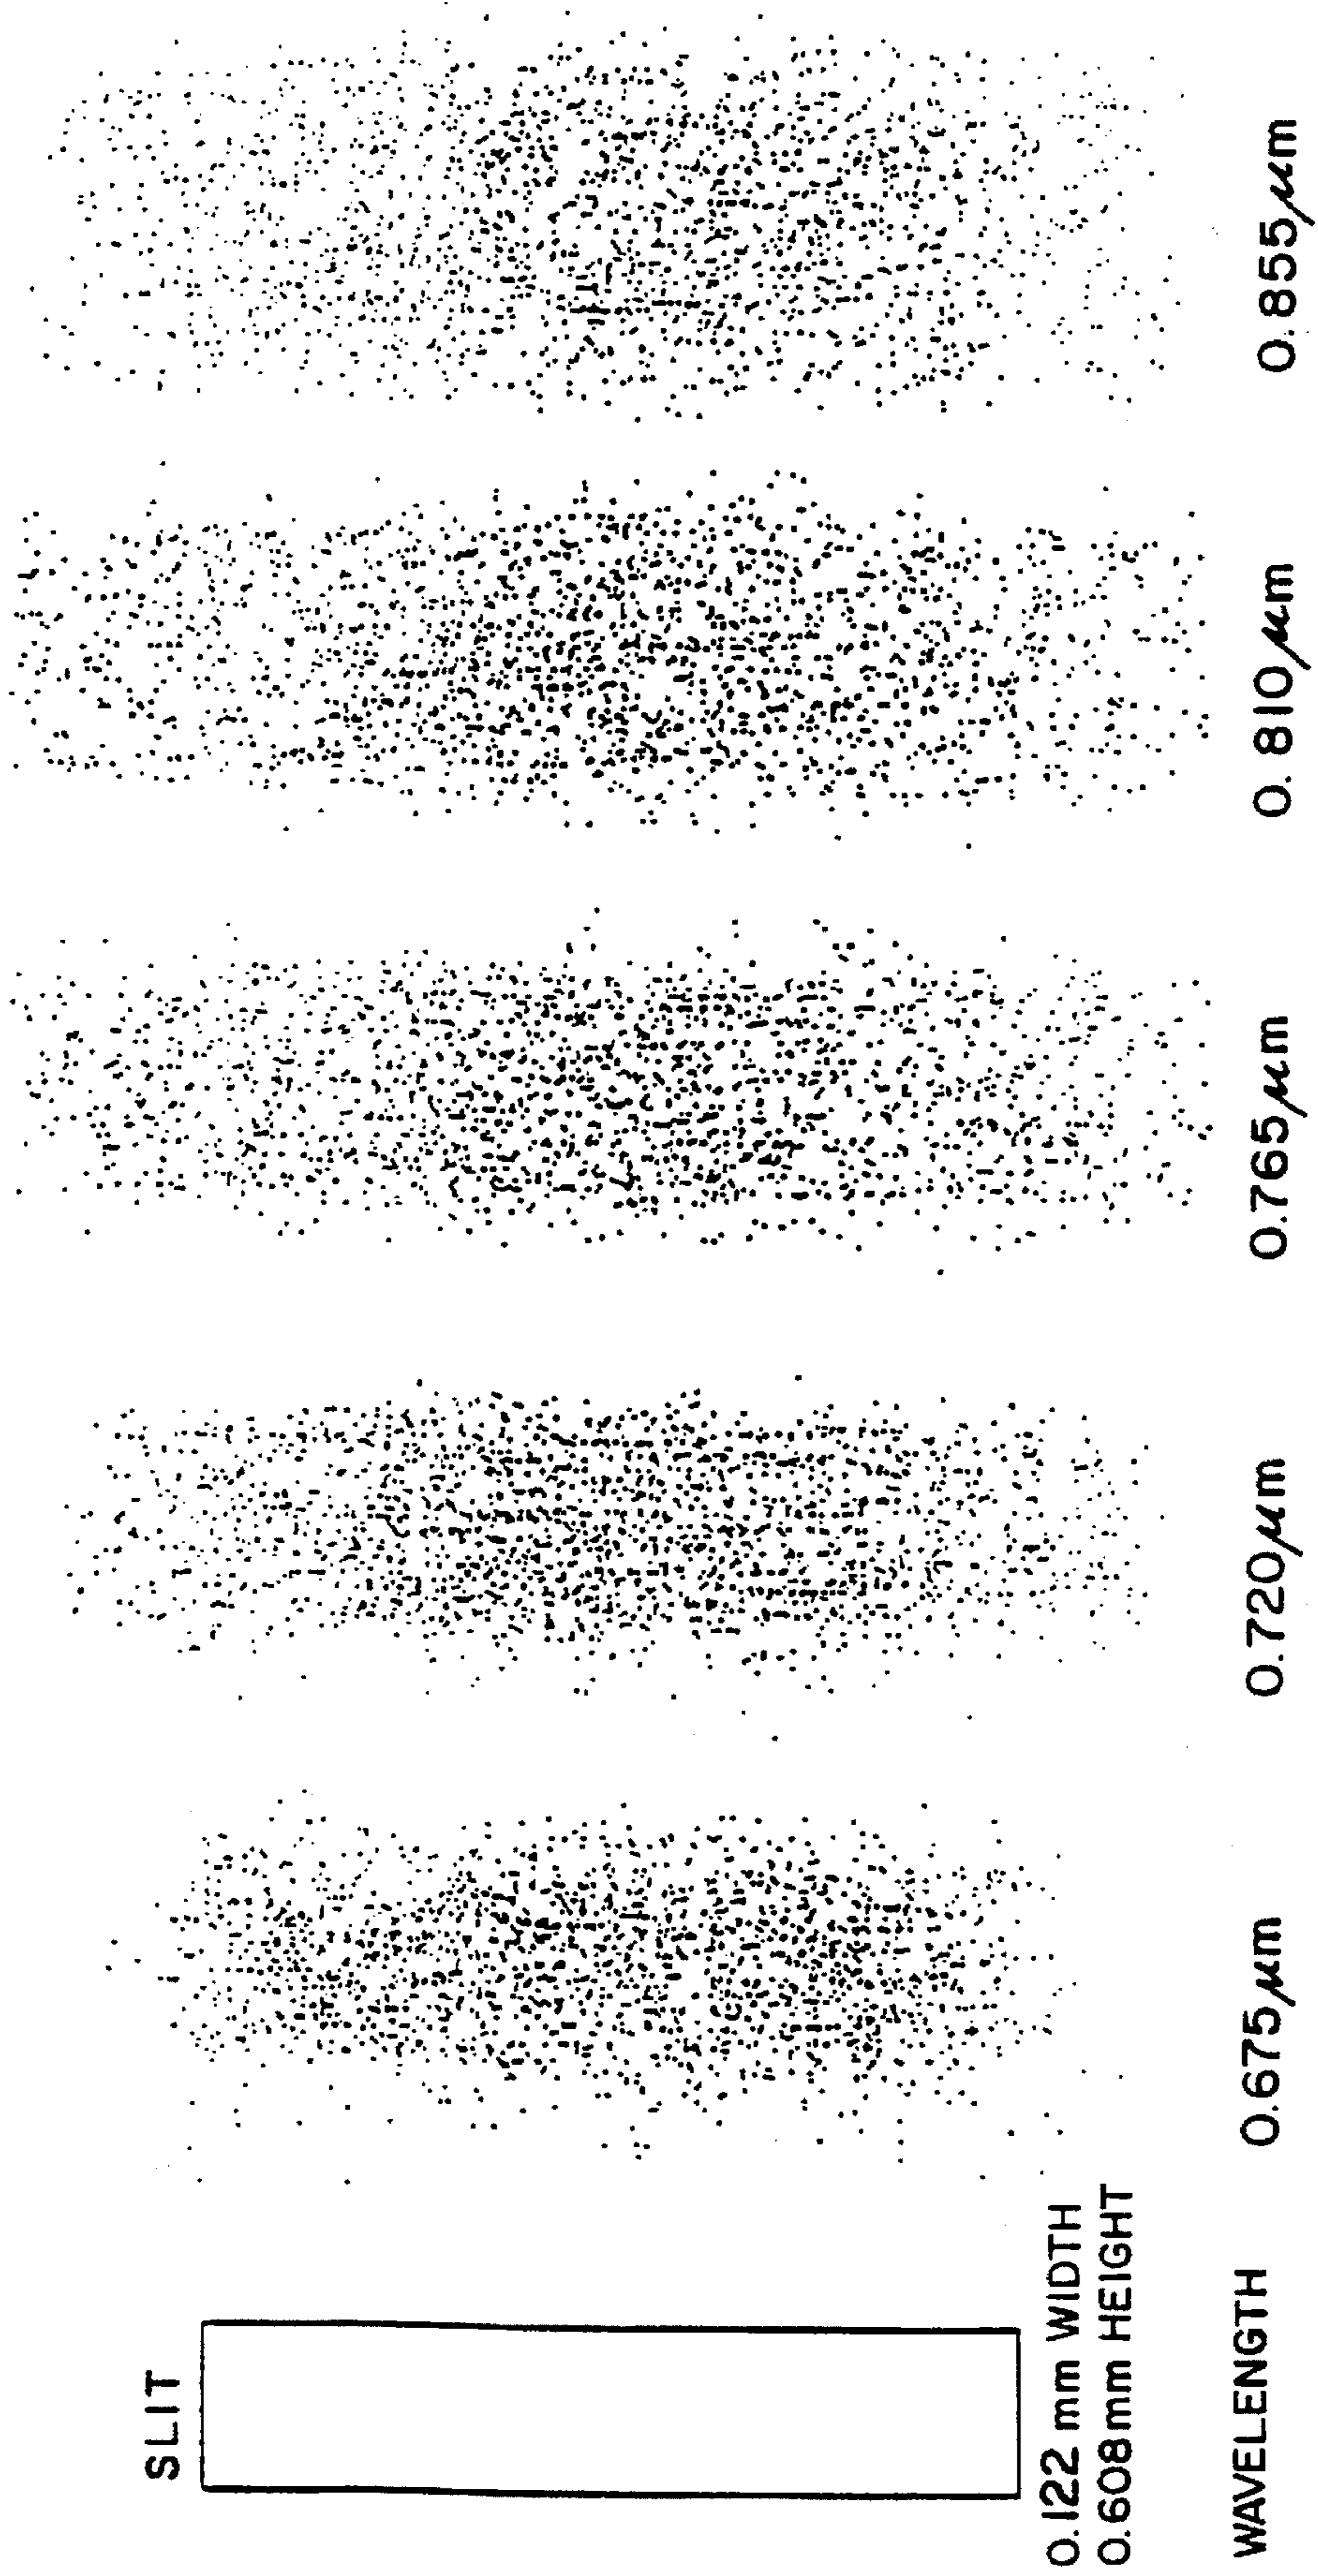 SLIT
0.122 mm WIDTH
0.608 mm HEIGHT
WAVELENGTH 0.675 μm 0.720 μm 0.765 μm 0.810 μm 0.855 μm